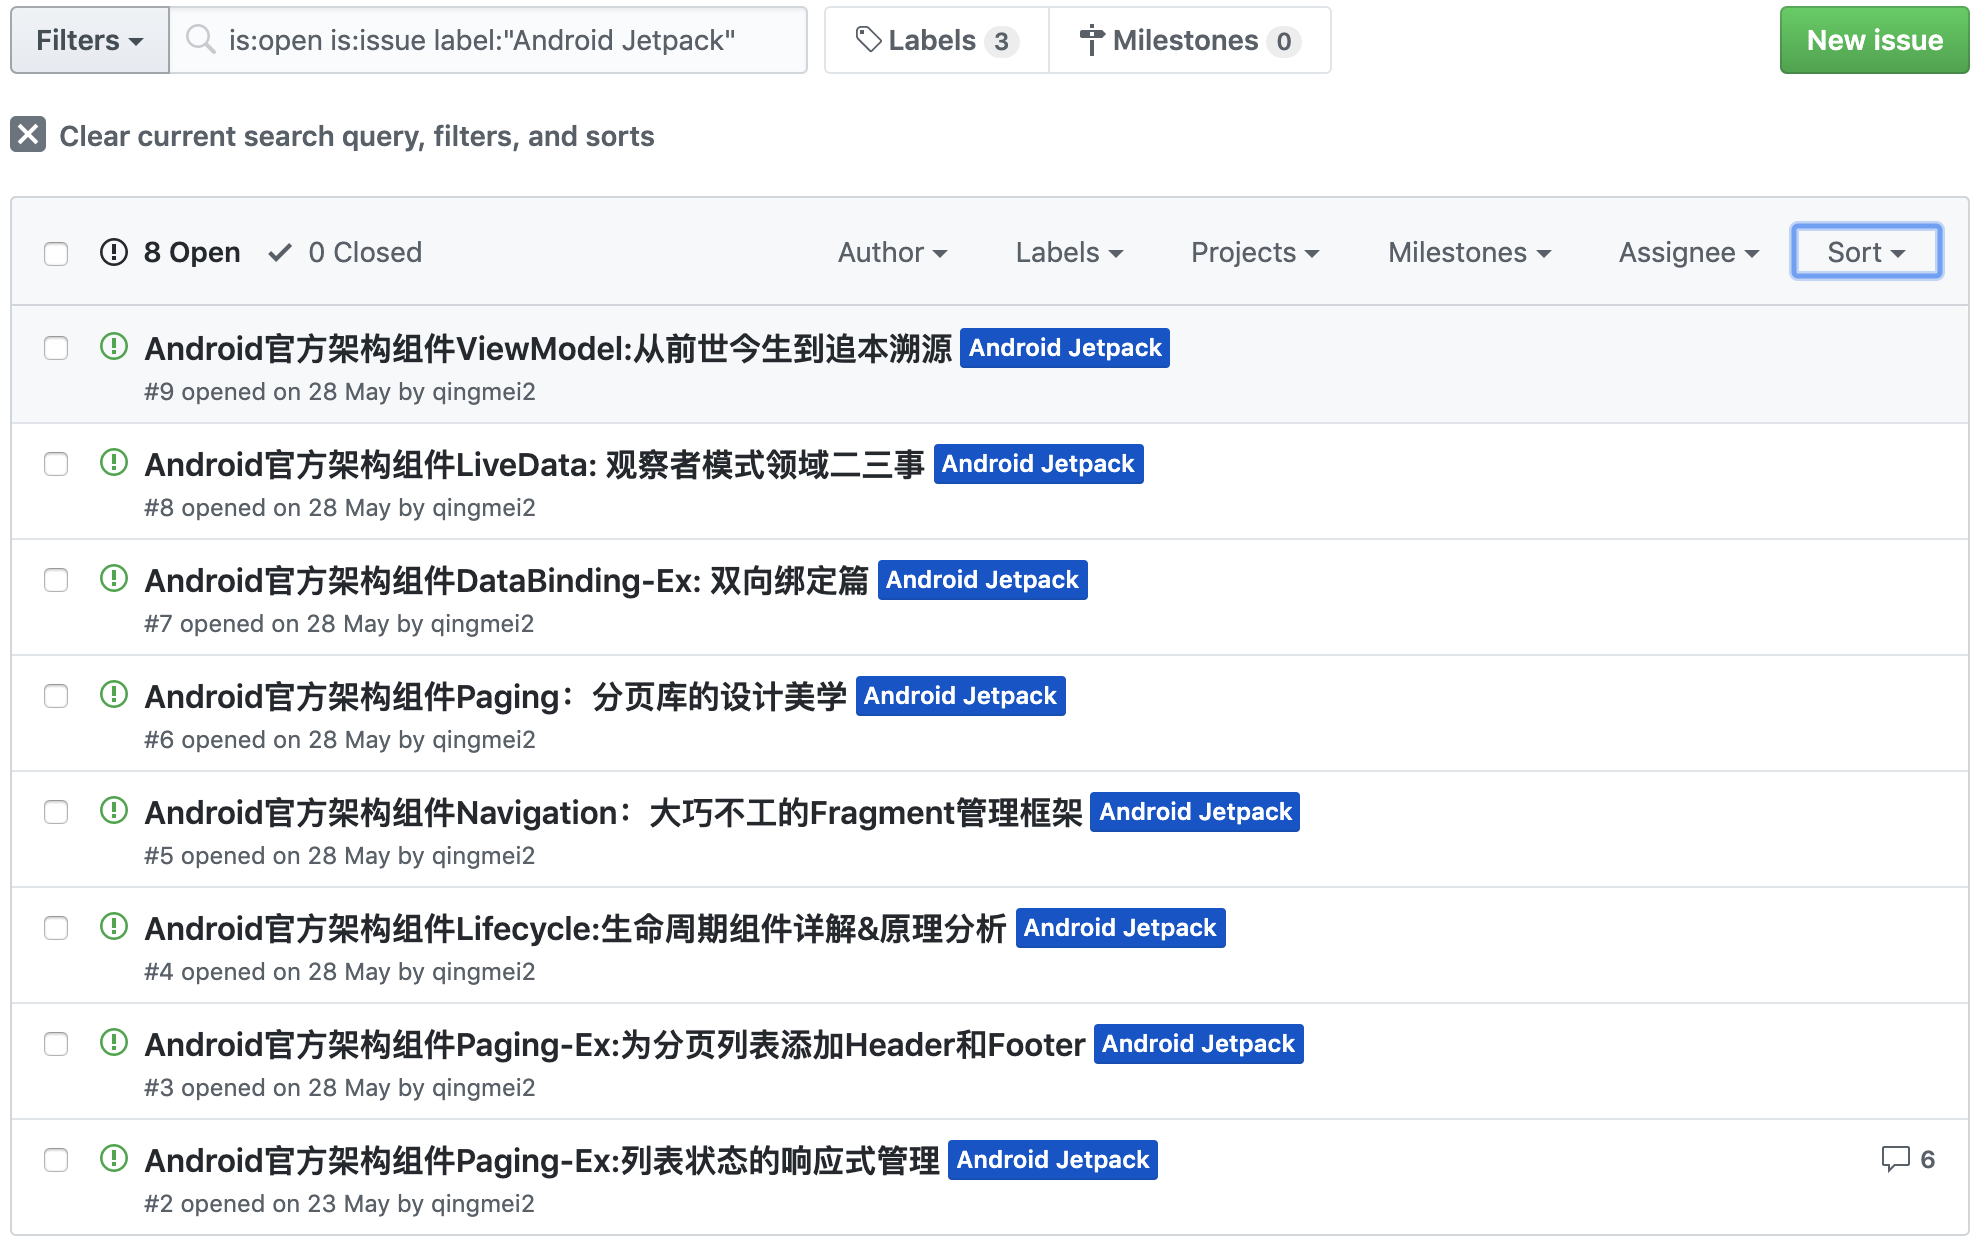 Filters is:open is:issue label:"Android Jetpack" Labels 3 Milestones 0 New issue
Clear current search query, filters, and sorts
8 Open 0 Closed Author Labels Projects Milestones Assignee Sort
Android官方架构组件ViewModel:从前世今生到追本溯源 Android Jetpack
#9 opened on 28 May by qingmei2
Android官方架构组件LiveData: 观察者模式领域二三事 Android Jetpack
#8 opened on 28 May by qingmei2
Android官方架构组件DataBinding-Ex: 双向绑定篇 Android Jetpack
#7 opened on 28 May by qingmei2
Android官方架构组件Paging：分页库的设计美学 Android Jetpack
#6 opened on 28 May by qingmei2
Android官方架构组件Navigation：大巧不工的Fragment管理框架 Android Jetpack
#5 opened on 28 May by qingmei2
Android官方架构组件Lifecycle:生命周期组件详解&原理分析 Android Jetpack
#4 opened on 28 May by qingmei2
Android官方架构组件Paging-Ex:为分页列表添加Header和Footer Android Jetpack
#3 opened on 28 May by qingmei2
Android官方架构组件Paging-Ex:列表状态的响应式管理 Android Jetpack 6
#2 opened on 23 May by qingmei2